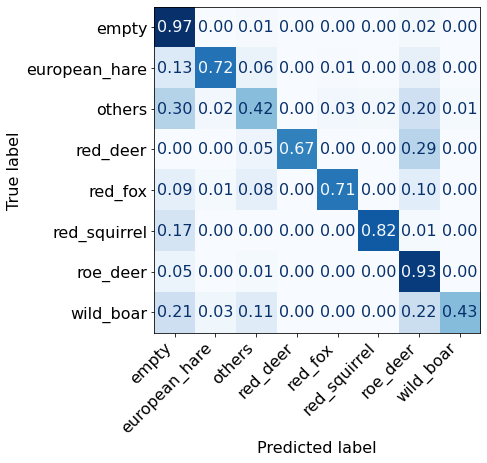 True label
empty 0.97 0.00 0.01 0.00 0.00 0.00 0.02 0.00
european_hare 0.13 0.72 0.06 0.00 0.01 0.00 0.08 0.00
others 0.30 0.02 0.42 0.00 0.03 0.02 0.20 0.01
red_deer 0.00 0.00 0.05 0.67 0.00 0.00 0.29 0.00
red_fox 0.09 0.01 0.08 0.00 0.71 0.00 0.10 0.00
red_squirrel 0.17 0.00 0.00 0.00 0.00 0.82 0.01 0.00
roe_deer 0.05 0.00 0.01 0.00 0.00 0.00 0.93 0.00
wild_boar 0.21 0.03 0.11 0.00 0.00 0.00 0.22 0.43
empty european_hare others red_deer red_fox red_squirrel roe_deer wild_boar
Predicted label